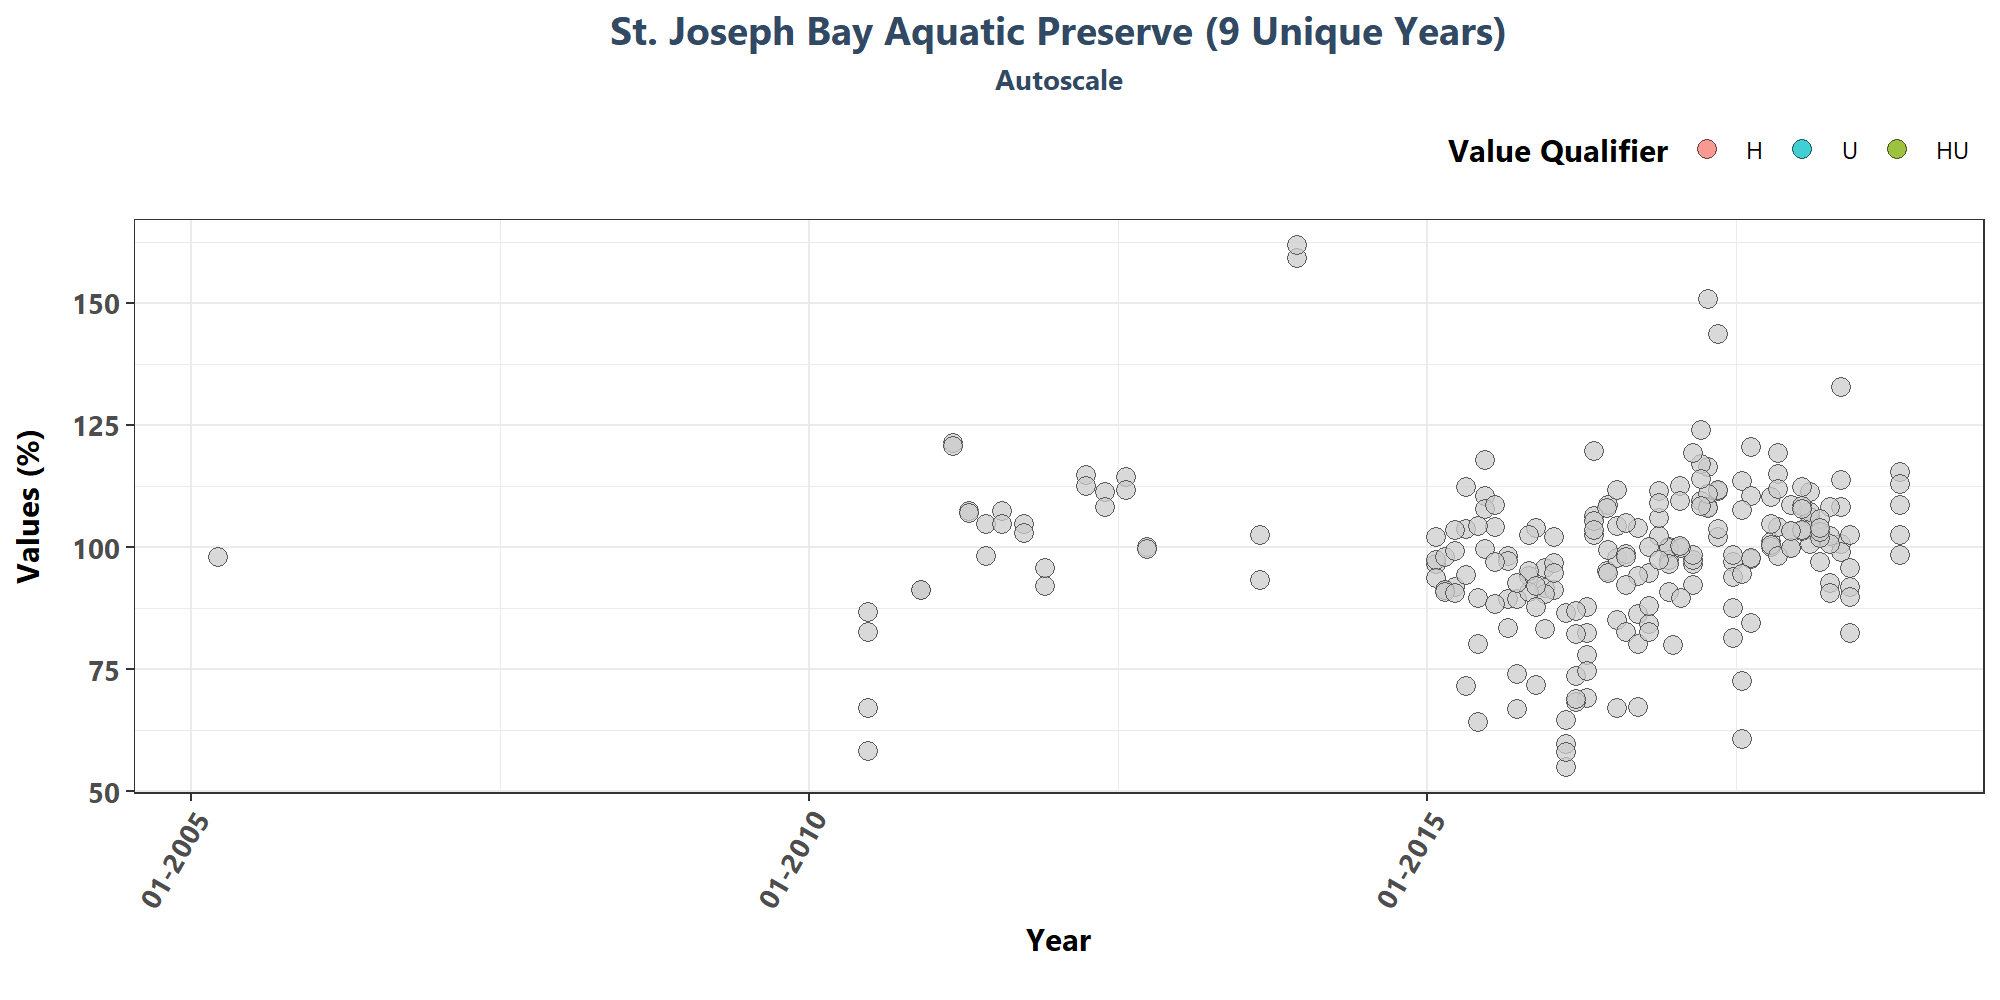 St. Joseph Bay Aquatic Preserve (9 Unique Years)
Autoscale
Value Qualifier H U HU
Values (%)
150
125
100
75
50
01-2005 01-2010 01-2015
Year